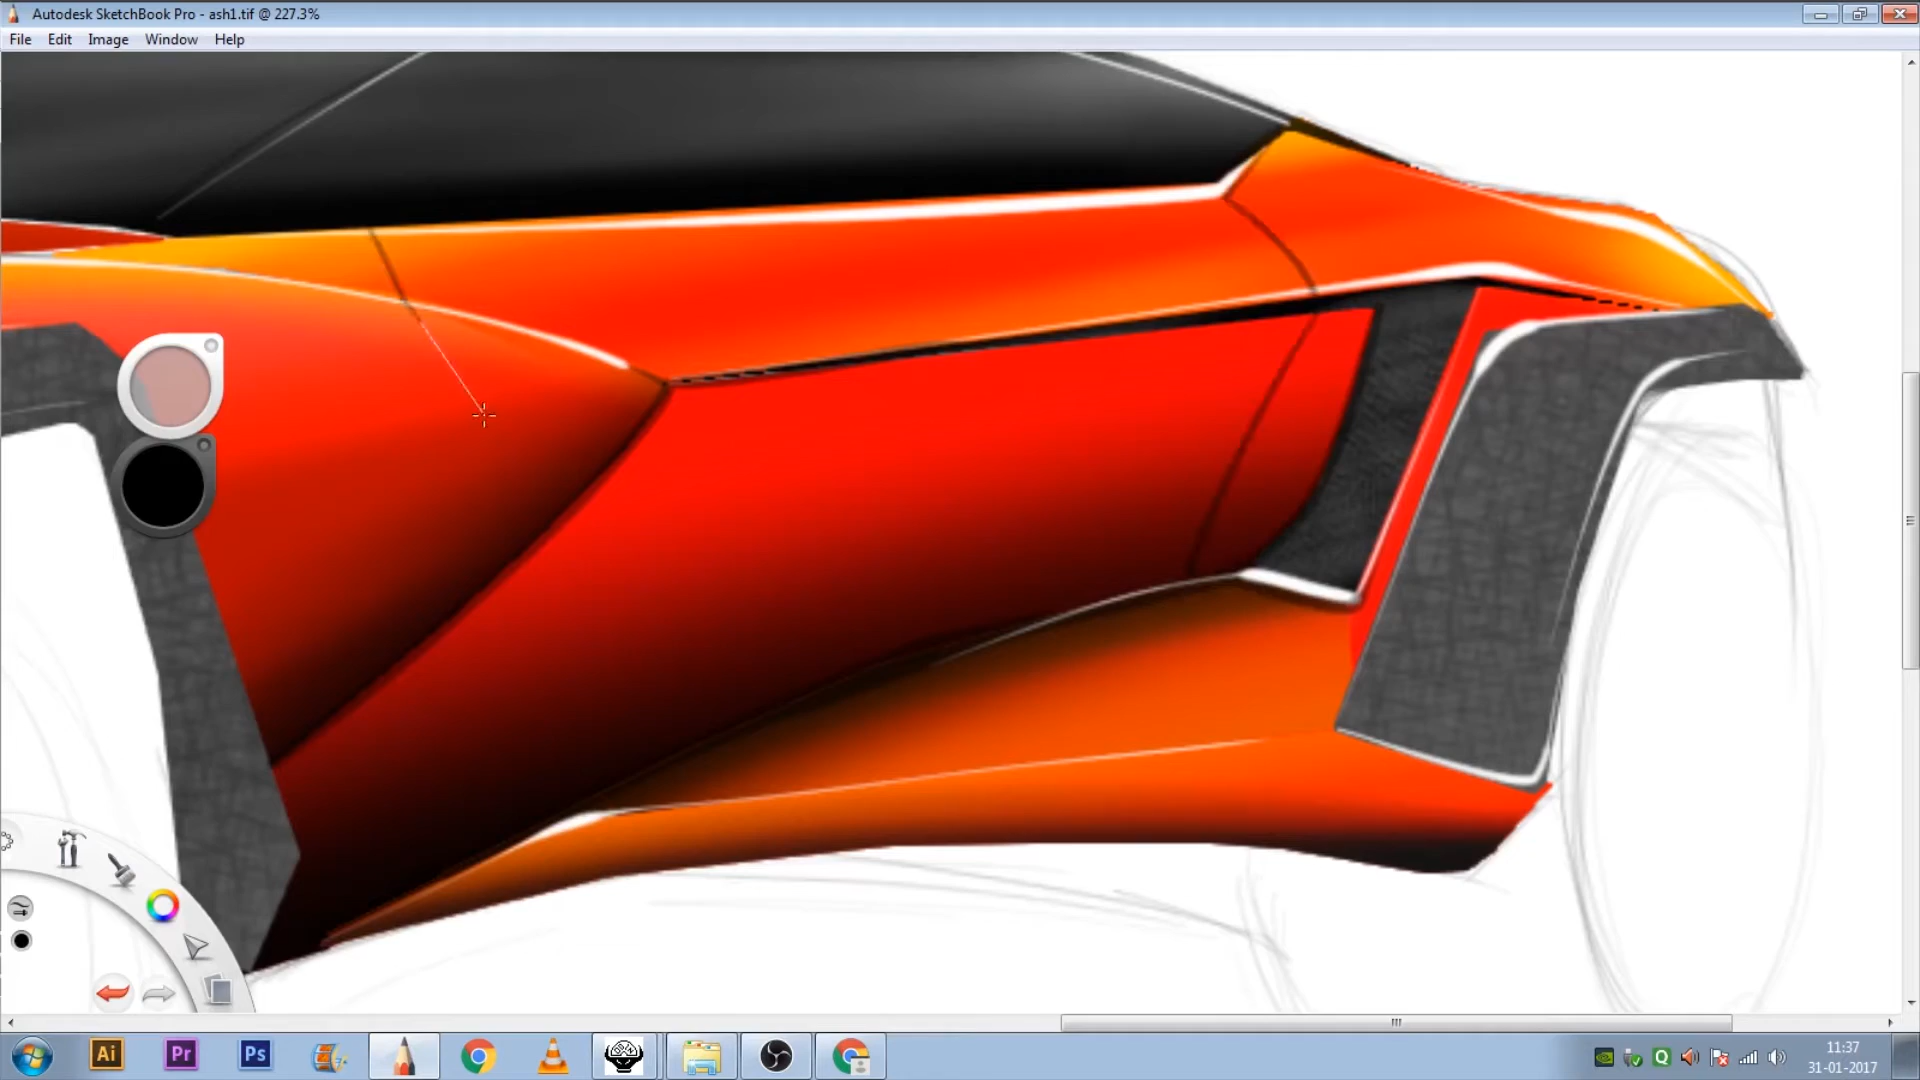 Autodesk SketchBook Pro - ash1.tif @ 227.3%
File Edit Image Window Help
Ai Pr Ps
11:37
31-01-2017